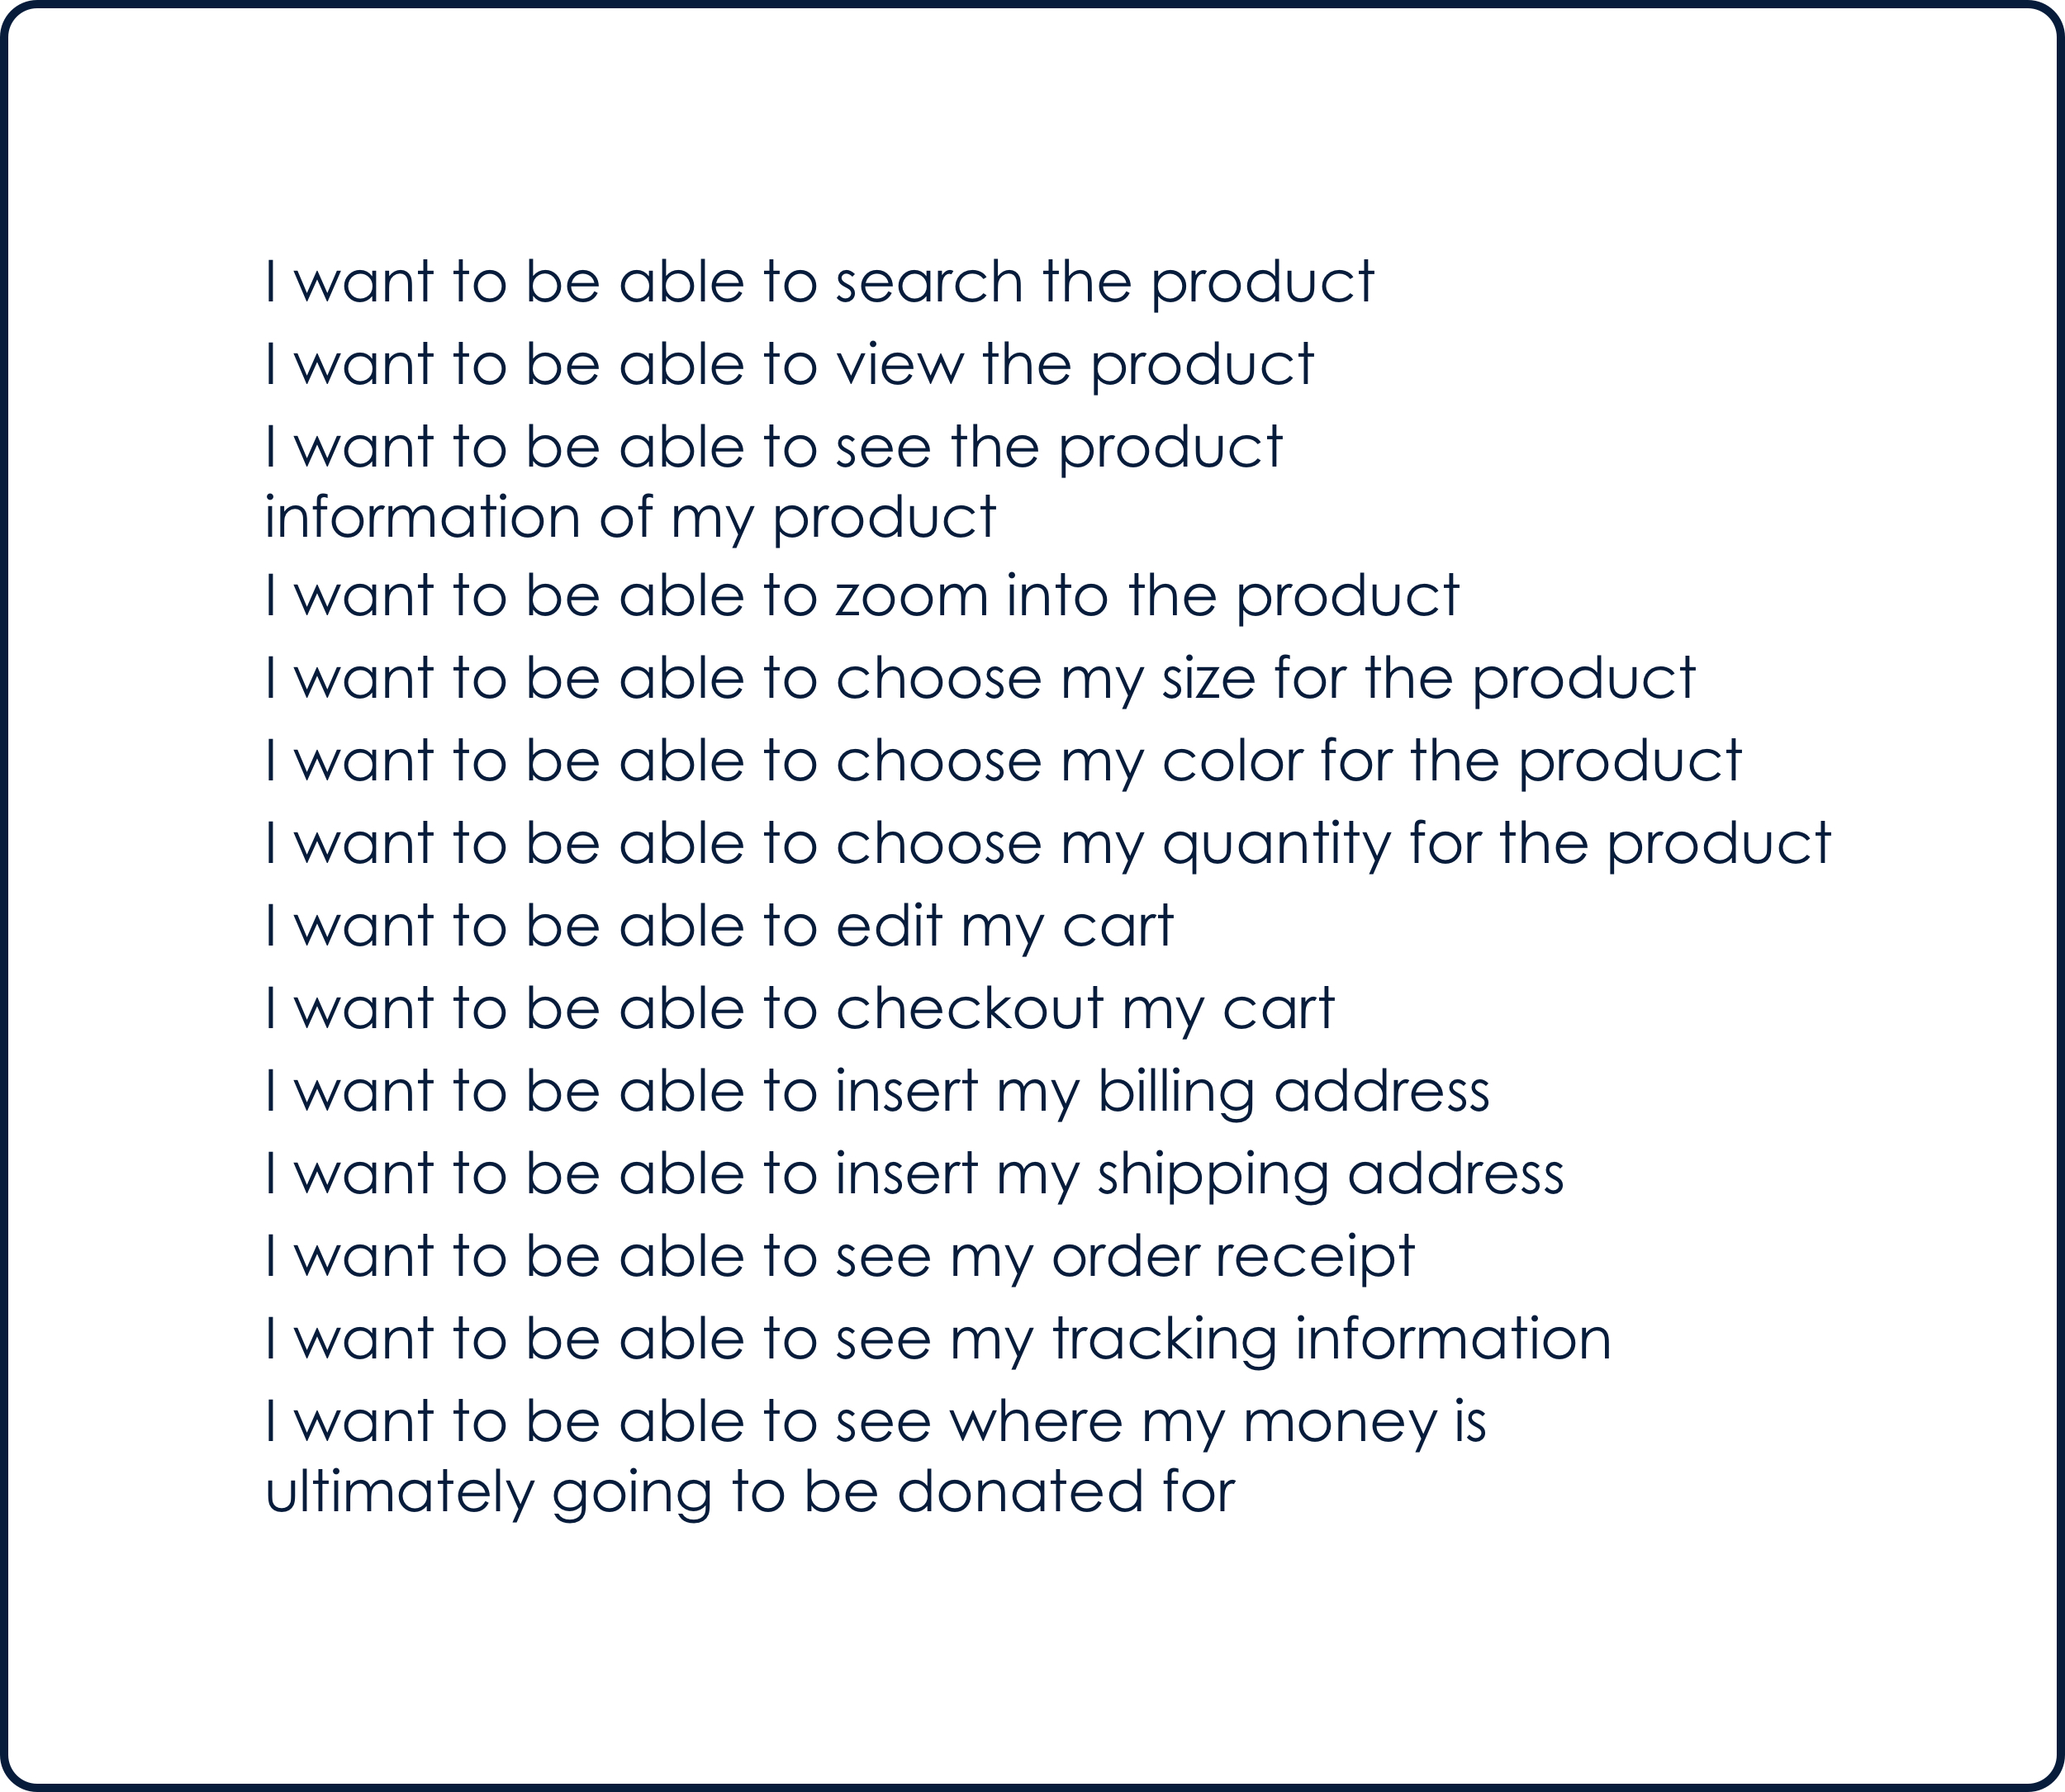 I want to be able to search the product
I want to be able to view the product
I want to be able to see the product
information of my product
I want to be able to zoom into the product
I want to be able to choose my size for the product
I want to be able to choose my color for the product
I want to be able to choose my quantity for the product
I want to be able to edit my cart
I want to be able to checkout my cart
I want to be able to insert my billing address
I want to be able to insert my shipping address
I want to be able to see my order receipt
I want to be able to see my tracking information
I want to be able to see where my money is
ultimately going to be donated for